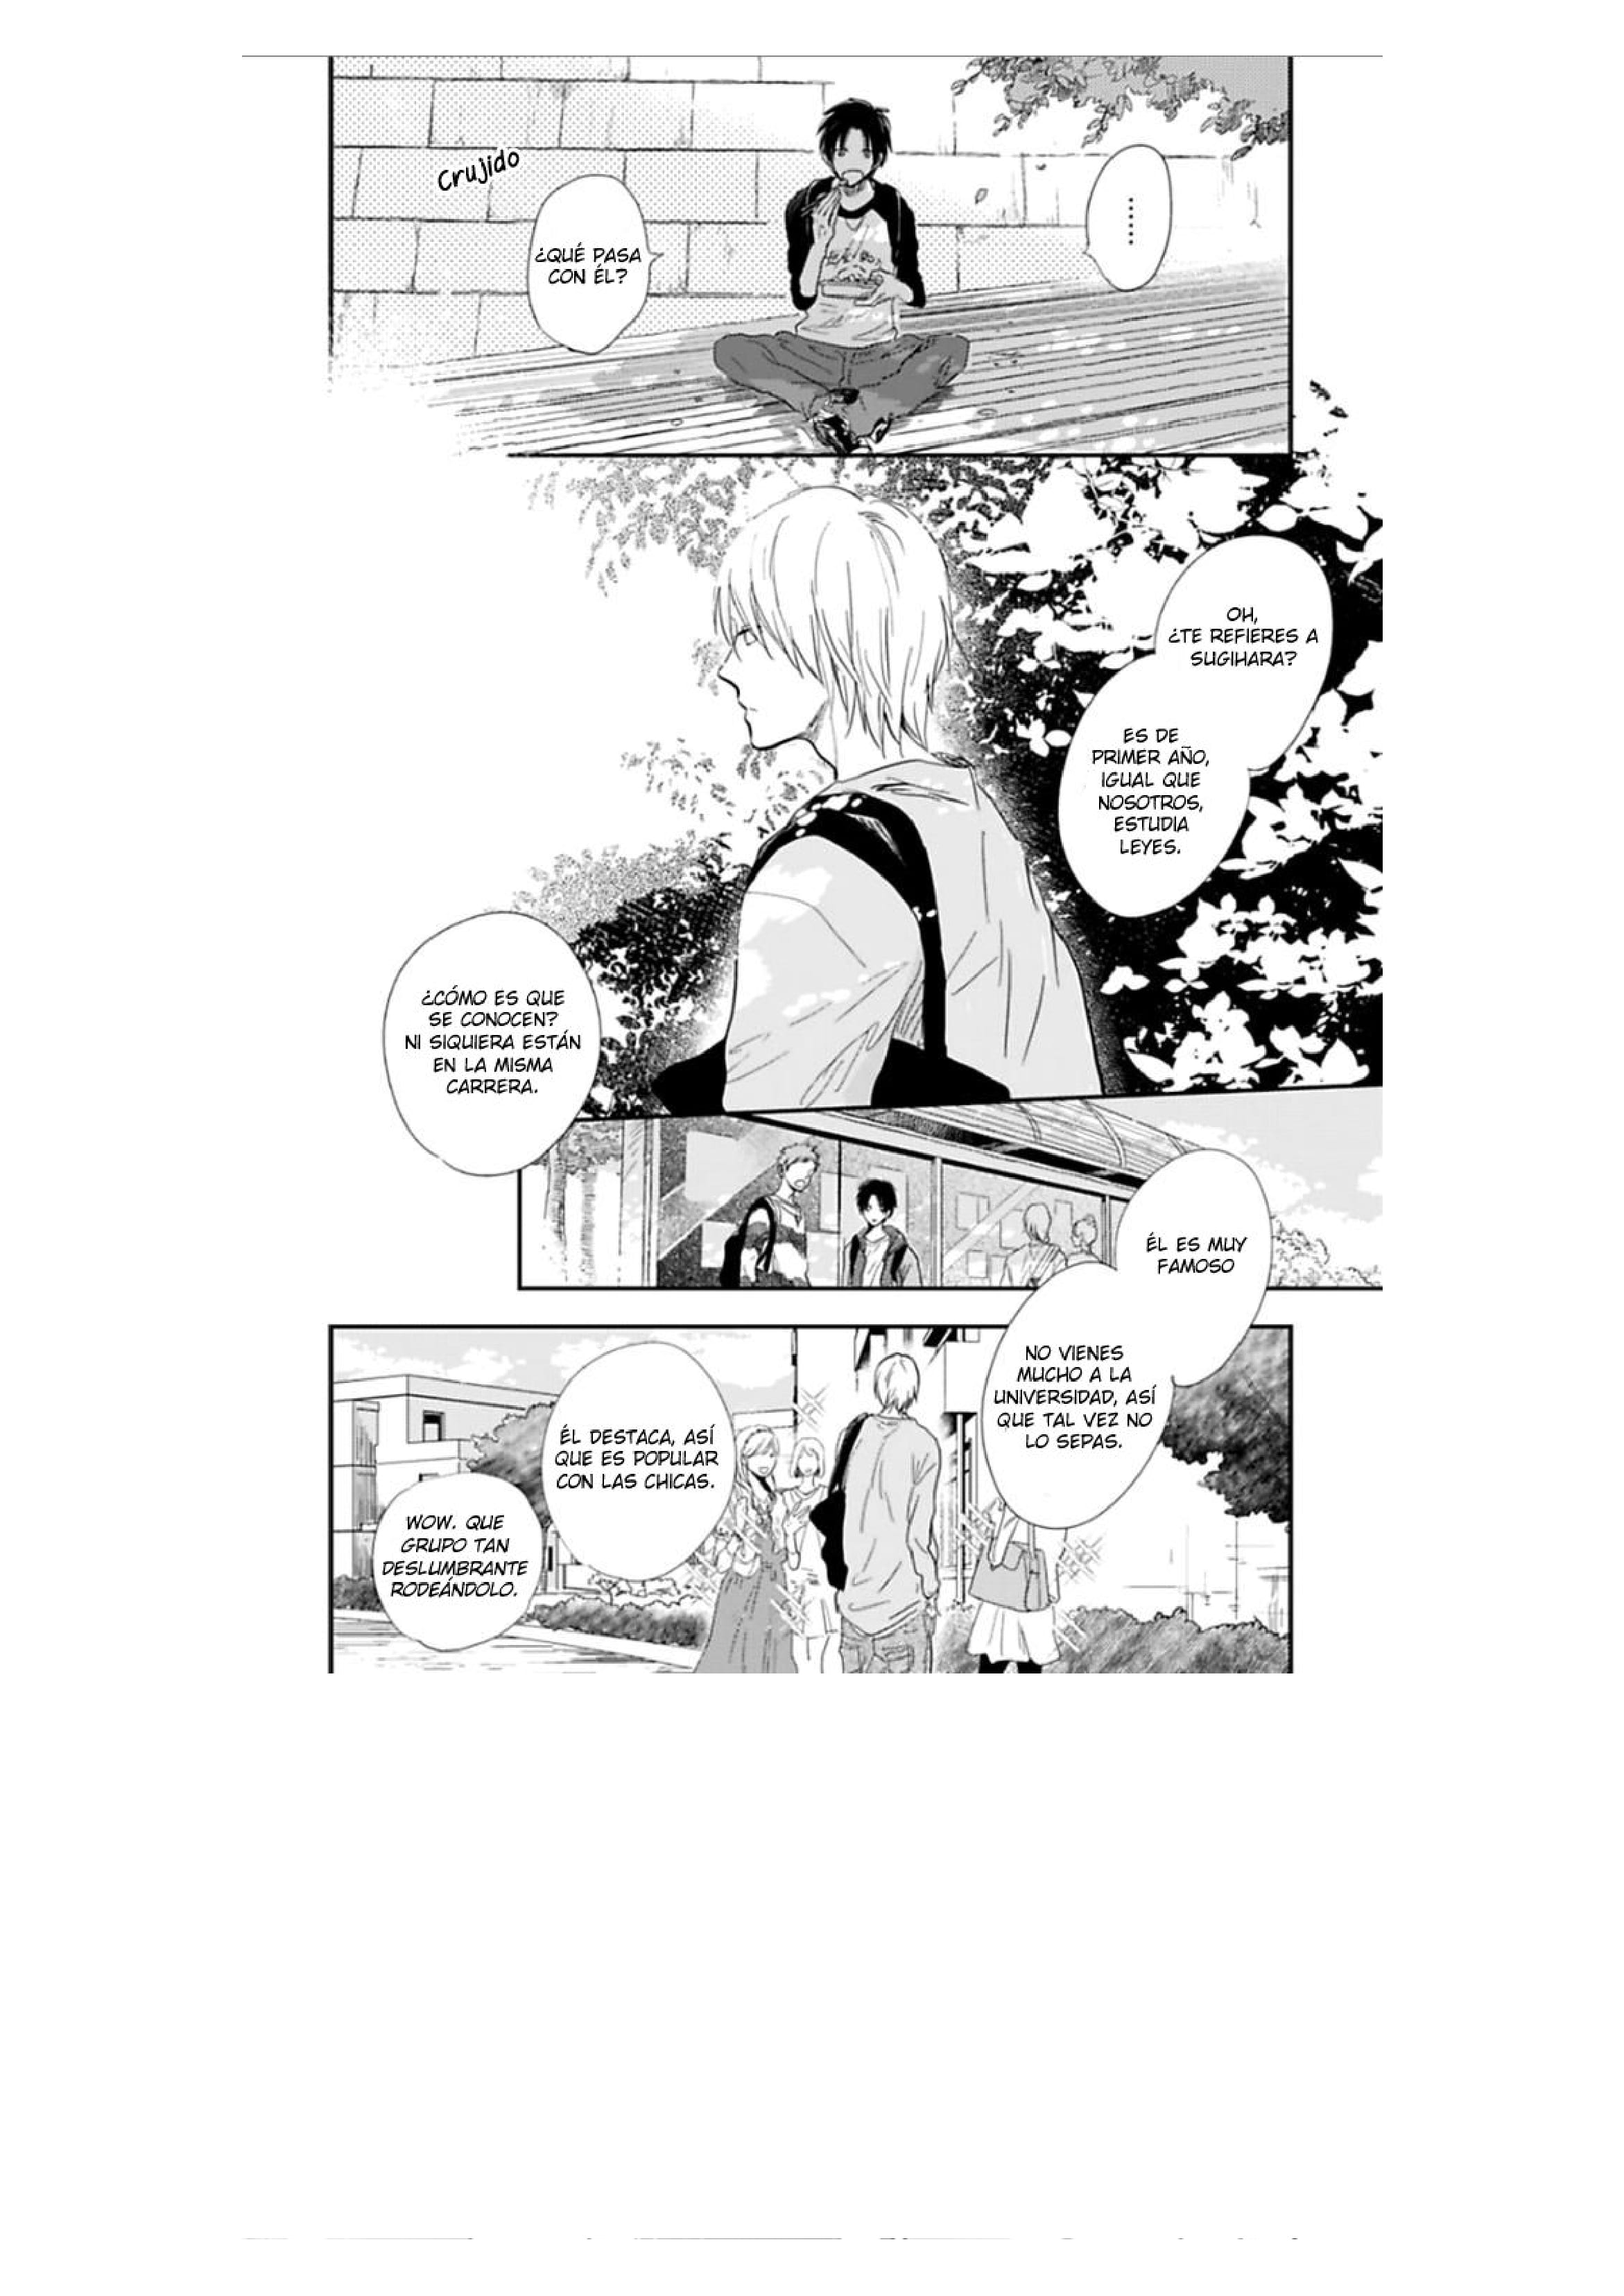 ......
Crujido
¿QUÉ PASA
CON ÉL?
OH,
¿TE REFIERES A
SUGIHARA?
ES DE
PRIMER AÑO,
IGUAL QUE
NOSOTROS,
ESTUDIA
LEYES.
¿CÓMO ES QUE
SE CONOCEN?
NI SIQUIERA ESTÁN
EN LA MISMA
CARRERA.
ÉL ES MUY
FAMOSO
NO VIENES
MUCHO A LA
UNIVERSIDAD, ASÍ
QUE TAL VEZ NO
LO SEPAS.
ÉL DESTACA, ASÍ
QUE ES POPULAR
CON LAS CHICAS.
WOW. QUE
GRUPO TAN
DESLUMBRANTE
RODEÁNDOLO.